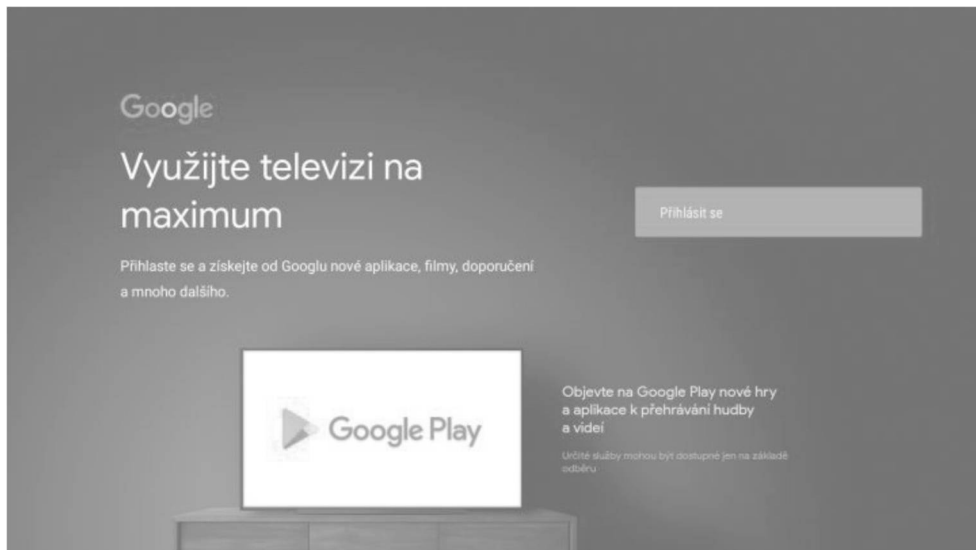 Google
Využijte televizi na
maximum
Přihlásit se
Přihlaste se a získejte od Googlu nové aplikace, filmy, doporučení
a mnoho dalšího.
Google Play
Objevte na Google Play nové hry
a aplikace k přehrávání hudby
a videí
Určité služby mohou být dostupné jen na základě
odběru